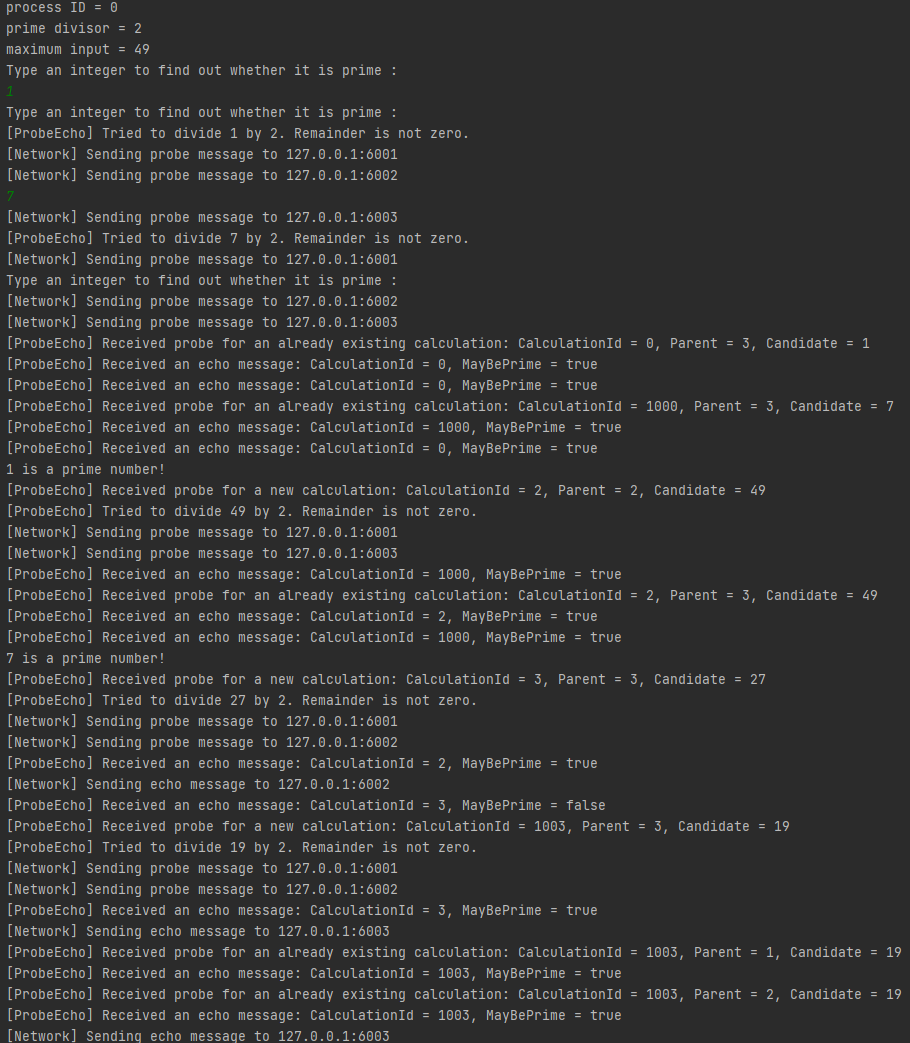 process ID = 0
prime divisor = 2
maximum input = 49
Type an integer to find out whether it is prime :
1
Type an integer to find out whether it is prime :
[ProbeEcho] Tried to divide 1 by 2. Remainder is not zero.
[Network] Sending probe message to 127.0.0.1:6001
[Network] Sending probe message to 127.0.0.1:6002
7
[Network] Sending probe message to 127.0.0.1:6003
[ProbeEcho] Tried to divide 7 by 2. Remainder is not zero.
[Network] Sending probe message to 127.0.0.1:6001
Type an integer to find out whether it is prime :
[Network] Sending probe message to 127.0.0.1:6002
[Network] Sending probe message to 127.0.0.1:6003
[ProbeEcho] Received probe for an already existing calculation: CalculationId = 0, Parent = 3, Candidate = 1
[ProbeEcho] Received an echo message: CalculationId = 0, MayBePrime = true
[ProbeEcho] Received an echo message: CalculationId = 0, MayBePrime = true
[ProbeEcho] Received probe for an already existing calculation: CalculationId = 1000, Parent = 3, Candidate = 7
[ProbeEcho] Received an echo message: CalculationId = 1000, MayBePrime = true
[ProbeEcho] Received an echo message: CalculationId = 0, MayBePrime = true
1 is a prime number!
[ProbeEcho] Received probe for a new calculation: CalculationId = 2, Parent = 2, Candidate = 49
[ProbeEcho] Tried to divide 49 by 2. Remainder is not zero.
[Network] Sending probe message to 127.0.0.1:6001
[Network] Sending probe message to 127.0.0.1:6003
[ProbeEcho] Received an echo message: CalculationId = 1000, MayBePrime = true
[ProbeEcho] Received probe for an already existing calculation: CalculationId = 2, Parent = 3, Candidate = 49
[ProbeEcho] Received an echo message: CalculationId = 2, MayBePrime = true
[ProbeEcho] Received an echo message: CalculationId = 1000, MayBePrime = true
7 is a prime number!
[ProbeEcho] Received probe for a new calculation: CalculationId = 3, Parent = 3, Candidate = 27
[ProbeEcho] Tried to divide 27 by 2. Remainder is not zero.
[Network] Sending probe message to 127.0.0.1:6001
[Network] Sending probe message to 127.0.0.1:6002
[ProbeEcho] Received an echo message: CalculationId = 2, MayBePrime = true
[Network] Sending echo message to 127.0.0.1:6002
[ProbeEcho] Received an echo message: CalculationId = 3, MayBePrime = false
[ProbeEcho] Received probe for a new calculation: CalculationId = 1003, Parent = 3, Candidate = 19
[ProbeEcho] Tried to divide 19 by 2. Remainder is not zero.
[Network] Sending probe message to 127.0.0.1:6001
[Network] Sending probe message to 127.0.0.1:6002
[ProbeEcho] Received an echo message: CalculationId = 3, MayBePrime = true
[Network] Sending echo message to 127.0.0.1:6003
[ProbeEcho] Received probe for an already existing calculation: CalculationId = 1003, Parent = 1, Candidate = 19
[ProbeEcho] Received an echo message: CalculationId = 1003, MayBePrime = true
[ProbeEcho] Received probe for an already existing calculation: CalculationId = 1003, Parent = 2, Candidate = 19
[ProbeEcho] Received an echo message: CalculationId = 1003, MayBePrime = true
[Network] Sending echo message to 127.0.0.1:6003